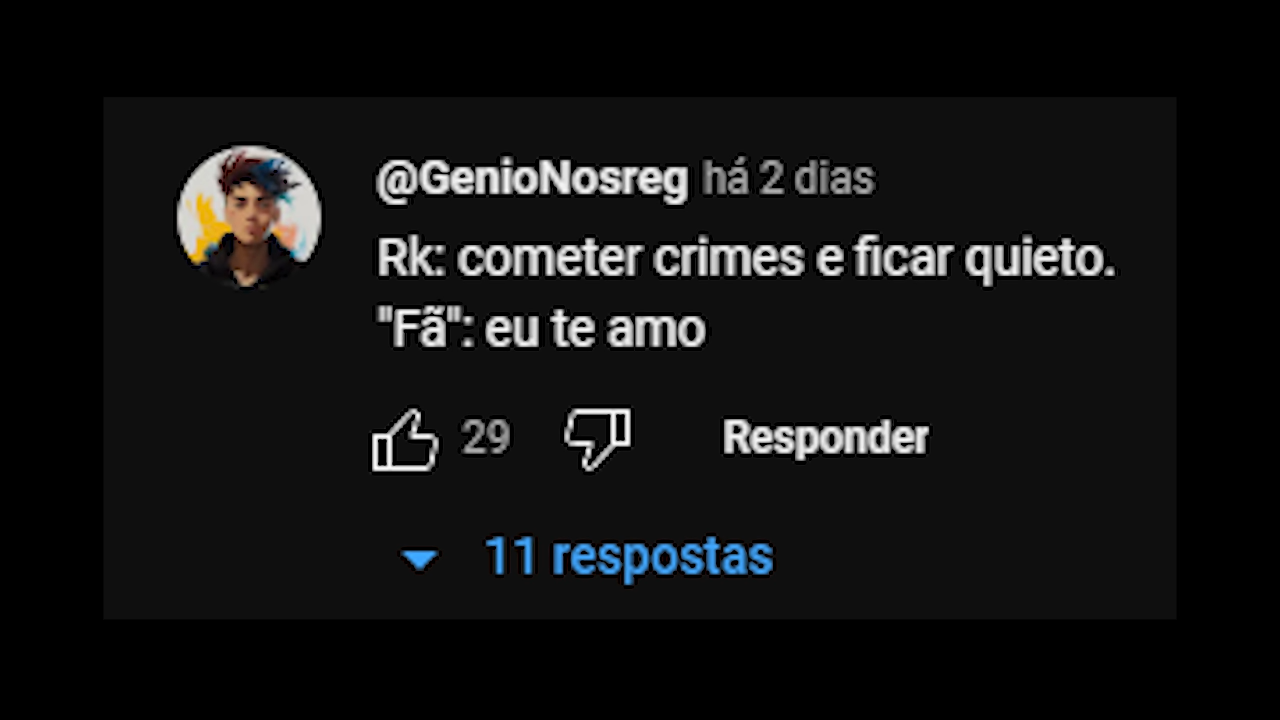 @GenioNosreg há 2 dias
Rk: cometer crimes e ficar quieto.
"Fã": eu te amo
29 Responder
11 respostas